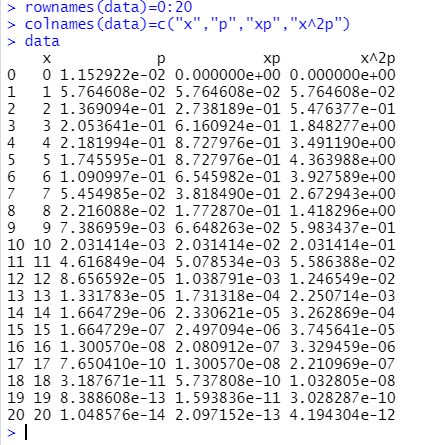 > rownames(data)=0:20
> colnames(data)=c("x","p","xp","x^2p")
> data
x p xp x^2p
0 0 1.152922e-02 0.000000e+00 0.000000e+00
1 1 5.764608e-02 5.764608e-02 5.764608e-02
2 2 1.369094e-01 2.738189e-01 5.476377e-01
3 3 2.053641e-01 6.160924e-01 1.848277e+00
4 4 2.181994e-01 8.727976e-01 3.491190e+00
5 5 1.745595e-01 8.727976e-01 4.363988e+00
6 6 1.090997e-01 6.545982e-01 3.927589e+00
7 7 5.454985e-02 3.818490e-01 2.672943e+00
8 8 2.216088e-02 1.772870e-01 1.418296e+00
9 9 7.386959e-03 6.648263e-02 5.983437e-01
10 10 2.031414e-03 2.031414e-02 2.031414e-01
11 11 4.616849e-04 5.078534e-03 5.586388e-02
12 12 8.656592e-05 1.038791e-03 1.246549e-02
13 13 1.331783e-05 1.731318e-04 2.250714e-03
14 14 1.664729e-06 2.330621e-05 3.262869e-04
15 15 1.664729e-07 2.497094e-06 3.745641e-05
16 16 1.300570e-08 2.080912e-07 3.329459e-06
17 17 7.650410e-10 1.300570e-08 2.210969e-07
18 18 3.187671e-11 5.737808e-10 1.032805e-08
19 19 8.388608e-13 1.593836e-11 3.028287e-10
20 20 1.048576e-14 2.097152e-13 4.194304e-12
>